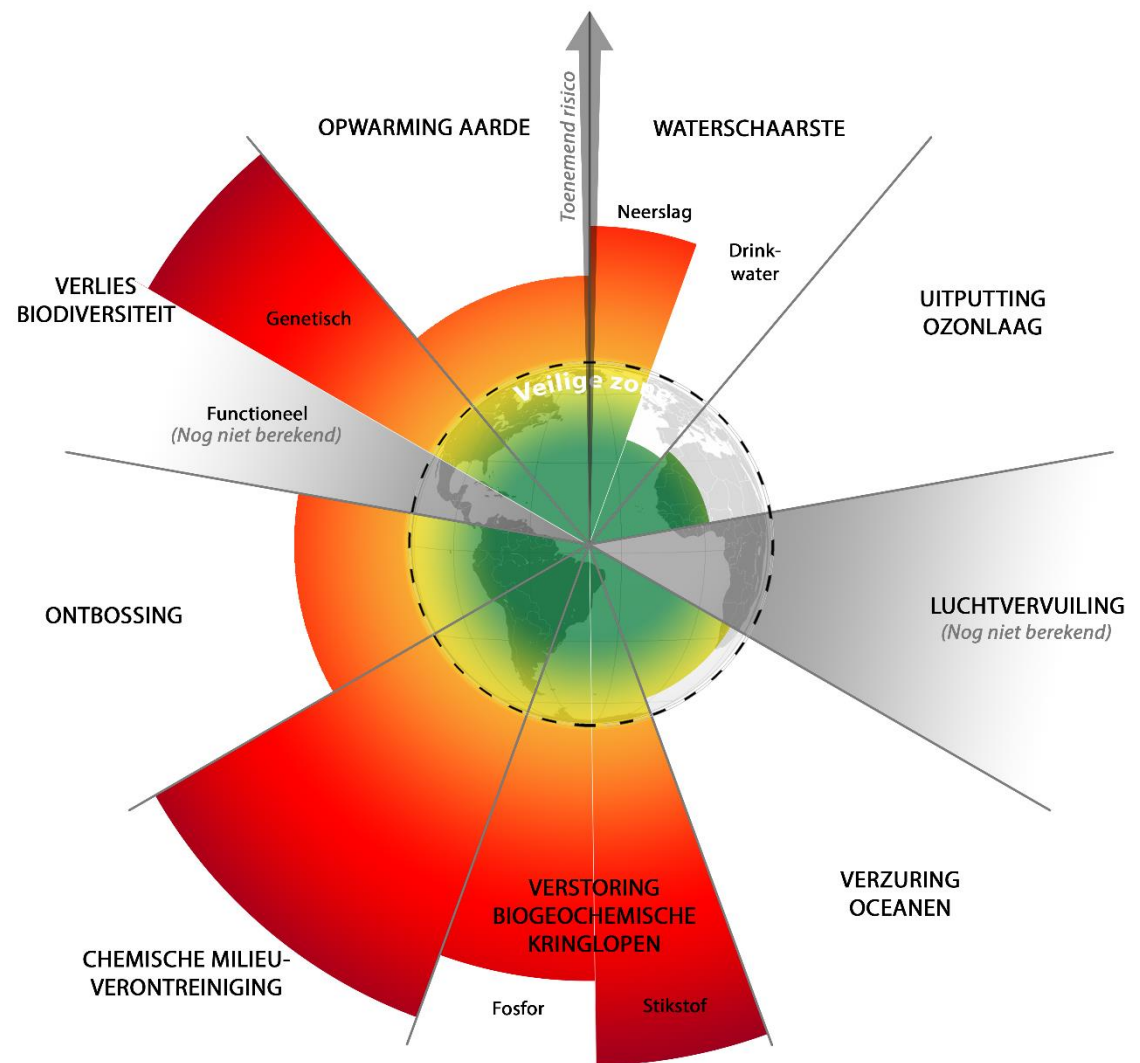 Toenemend risico
OPWARMING AARDE
WATERSCHAARSTE
Neerslag
Drink-
water
VERLIES
BIODIVERSITEIT
Genetisch
UITPUTTING
OZONLAAG
Veilige zone
Functioneel
(Nog niet berekend)
ONTBOSSING
LUCHTVERVUILING
(Nog niet berekend)
VERZURING
OCEANEN
VERSTORING
BIOGEOCHEMISCHE
KRINGLOPEN
CHEMISCHE MILIEU-
VERONTREINIGING
Fosfor
Stikstof